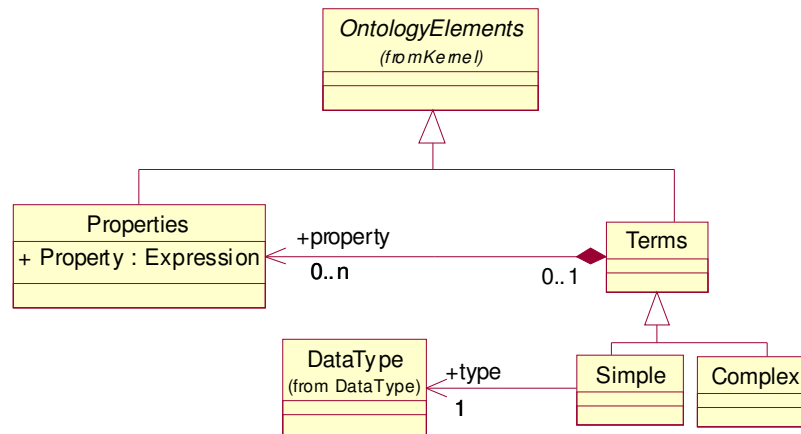 OntologyElements
(fromKernel)
Properties
+ Property : Expression
+property
0..n
0..1
Terms
DataType
(from DataType)
+type
1
Simple
Complex